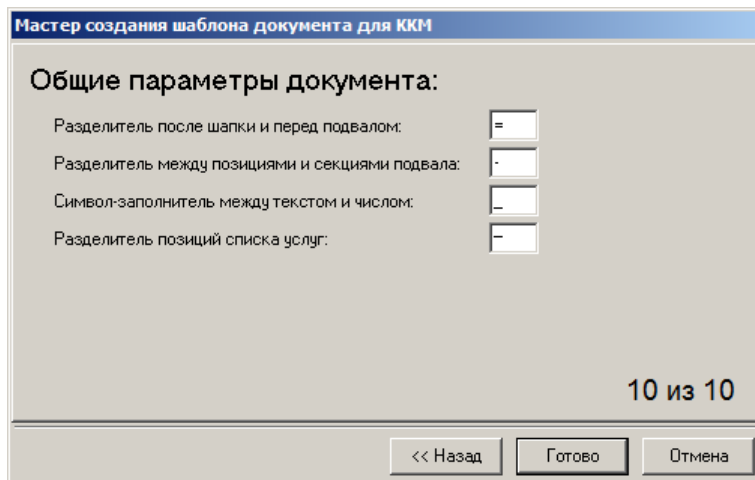 Мастер создания шаблона документа для ККМ
Общие параметры документа:
Разделитель после шапки и перед подвалом: =
Разделитель между позициями и секциями подвала: -
Символ-заполнитель между текстом и числом: _
Разделитель позиций списка услуг: –
10 из 10
<< Назад Готово Отмена